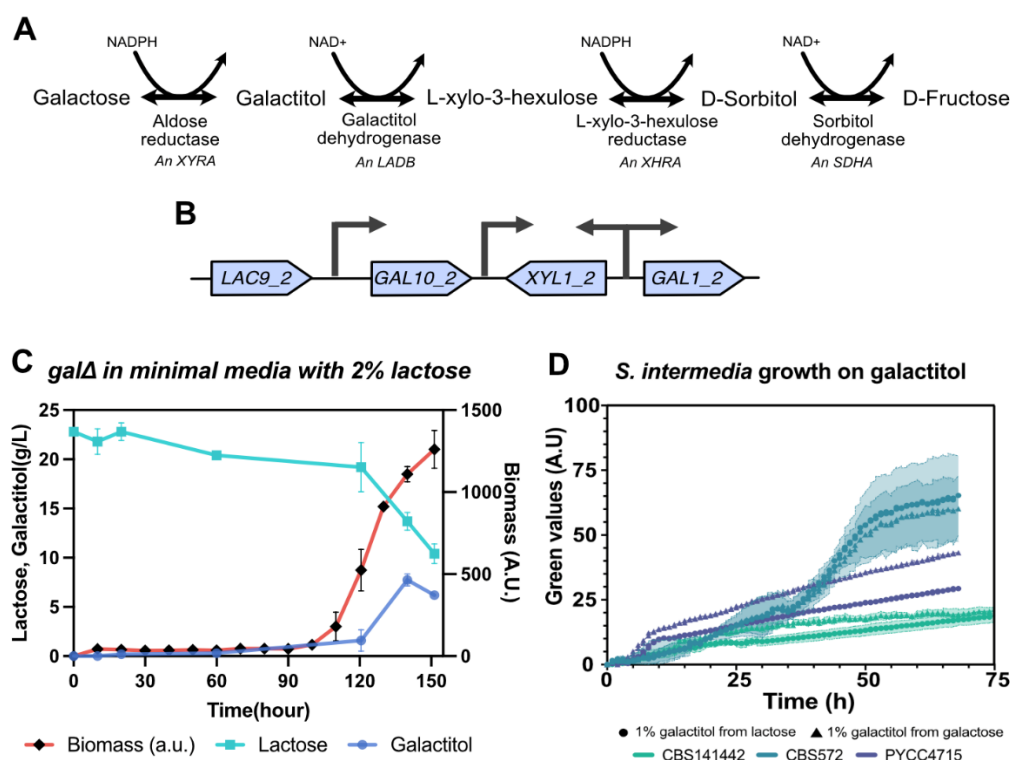 A
NADPH NAD+ NADPH NAD+
Galactose Galactitol L-xylo-3-hexulose D-Sorbitol D-Fructose
Aldose reductase Galactitol dehydrogenase L-xylo-3-hexulose reductase Sorbitol dehydrogenase
An XYRA An LADB An XHRA An SDHA
B
LAC9_2 GAL10_2 XYL1_2 GAL1_2
C
galΔ in minimal media with 2% lactose
Lactose, Galactitol(g/L)
25
20
15
10
5
0
1500
1000
500
0
Biomass (A.U.)
0 30 60 90 120 150
Time(hour)
Biomass (a.u.) Lactose Galactitol
D
S. intermedia growth on galactitol
Green values (A.U)
100
75
50
25
0
0 25 50 75
Time (h)
1% galactitol from lactose 1% galactitol from galactose
CBS141442 CBS572 PYCC4715